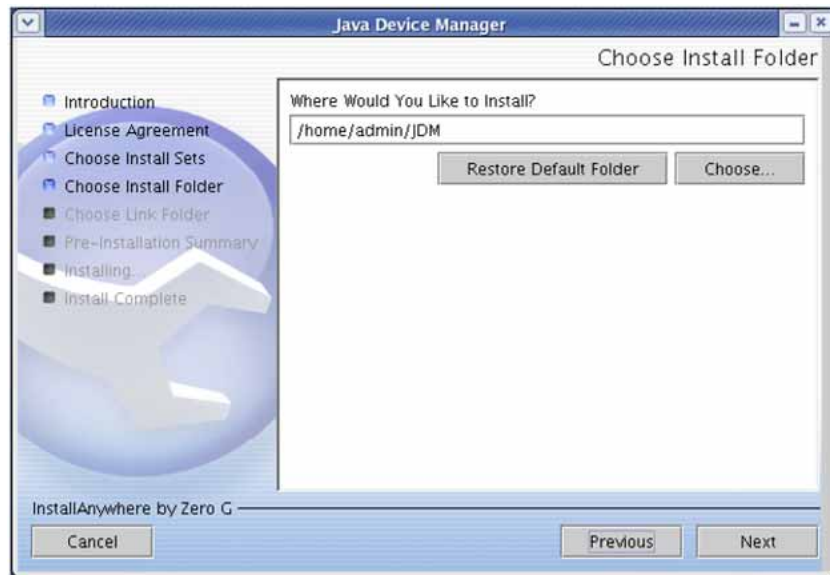 Java Device Manager
Choose Install Folder
Introduction
License Agreement
Choose Install Sets
Choose Install Folder
Choose Link Folder
Pre-Installation Summary
Installing...
Install Complete
Where Would You Like to Install?
/home/admin/JDM
Restore Default Folder
Choose...
InstallAnywhere by Zero G
Cancel
Previous
Next